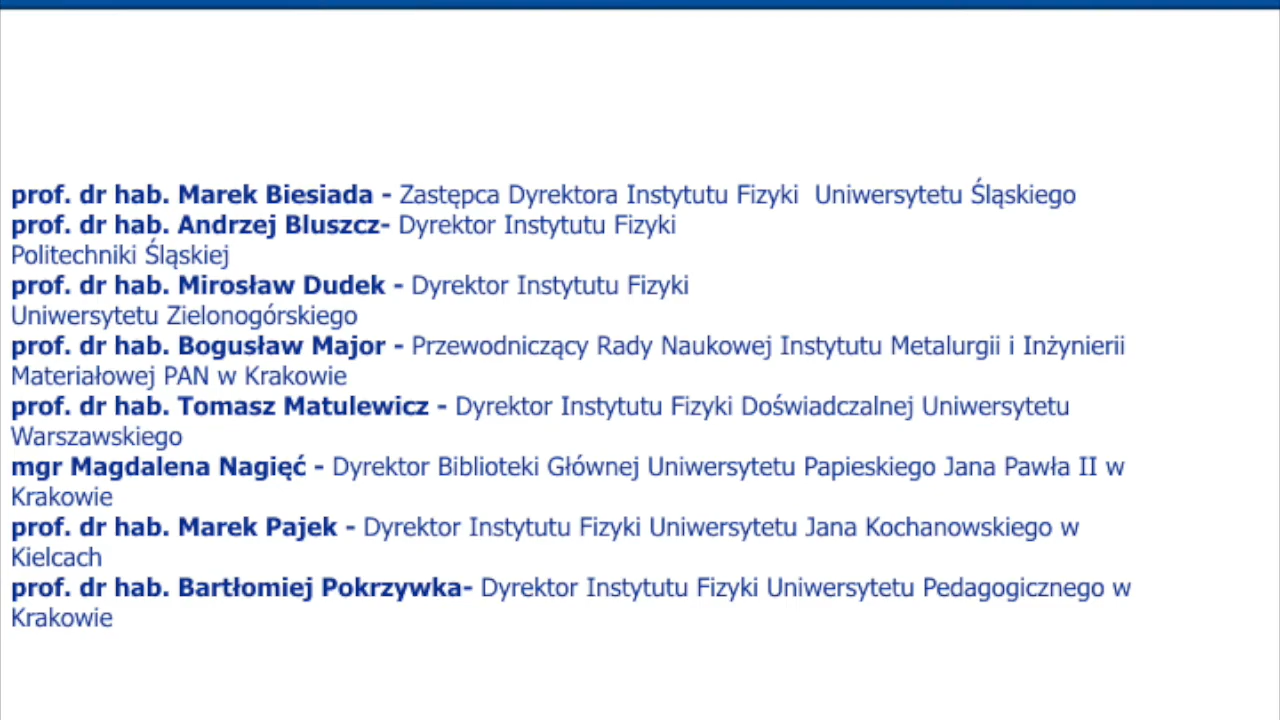 prof. dr hab. Marek Biesiada - Zastępca Dyrektora Instytutu Fizyki  Uniwersytetu Śląskiego
prof. dr hab. Andrzej Bluszcz- Dyrektor Instytutu Fizyki
Politechniki Śląskiej
prof. dr hab. Mirosław Dudek - Dyrektor Instytutu Fizyki
Uniwersytetu Zielonogórskiego
prof. dr hab. Bogusław Major - Przewodniczący Rady Naukowej Instytutu Metalurgii i Inżynierii
Materiałowej PAN w Krakowie
prof. dr hab. Tomasz Matulewicz - Dyrektor Instytutu Fizyki Doświadczalnej Uniwersytetu
Warszawskiego
mgr Magdalena Nagięć - Dyrektor Biblioteki Głównej Uniwersytetu Papieskiego Jana Pawła II w
Krakowie
prof. dr hab. Marek Pajek - Dyrektor Instytutu Fizyki Uniwersytetu Jana Kochanowskiego w
Kielcach
prof. dr hab. Bartłomiej Pokrzywka- Dyrektor Instytutu Fizyki Uniwersytetu Pedagogicznego w
Krakowie